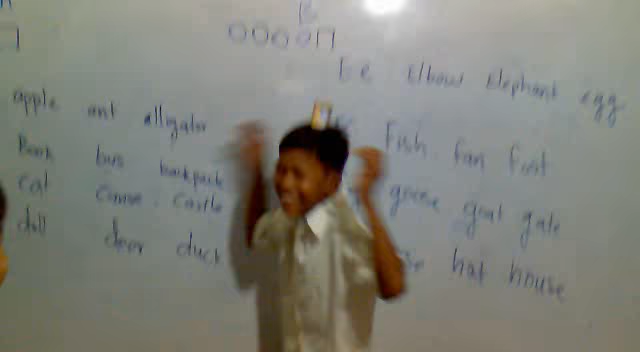 B
apple ant alligator
Book bus backpack
cat canoe castle
doll deer duck
Ee Elbow Elephant egg
Fish fan foot
goose goat gate
hat house